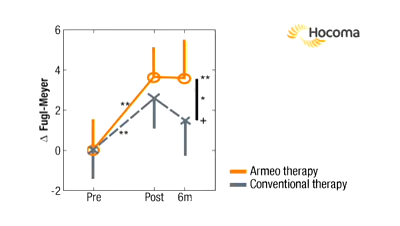 Hocoma
6
4
2
0
-2
Δ Fugl-Meyer
**
**
**
*
+
Pre
Post
6m
Armeo therapy
Conventional therapy